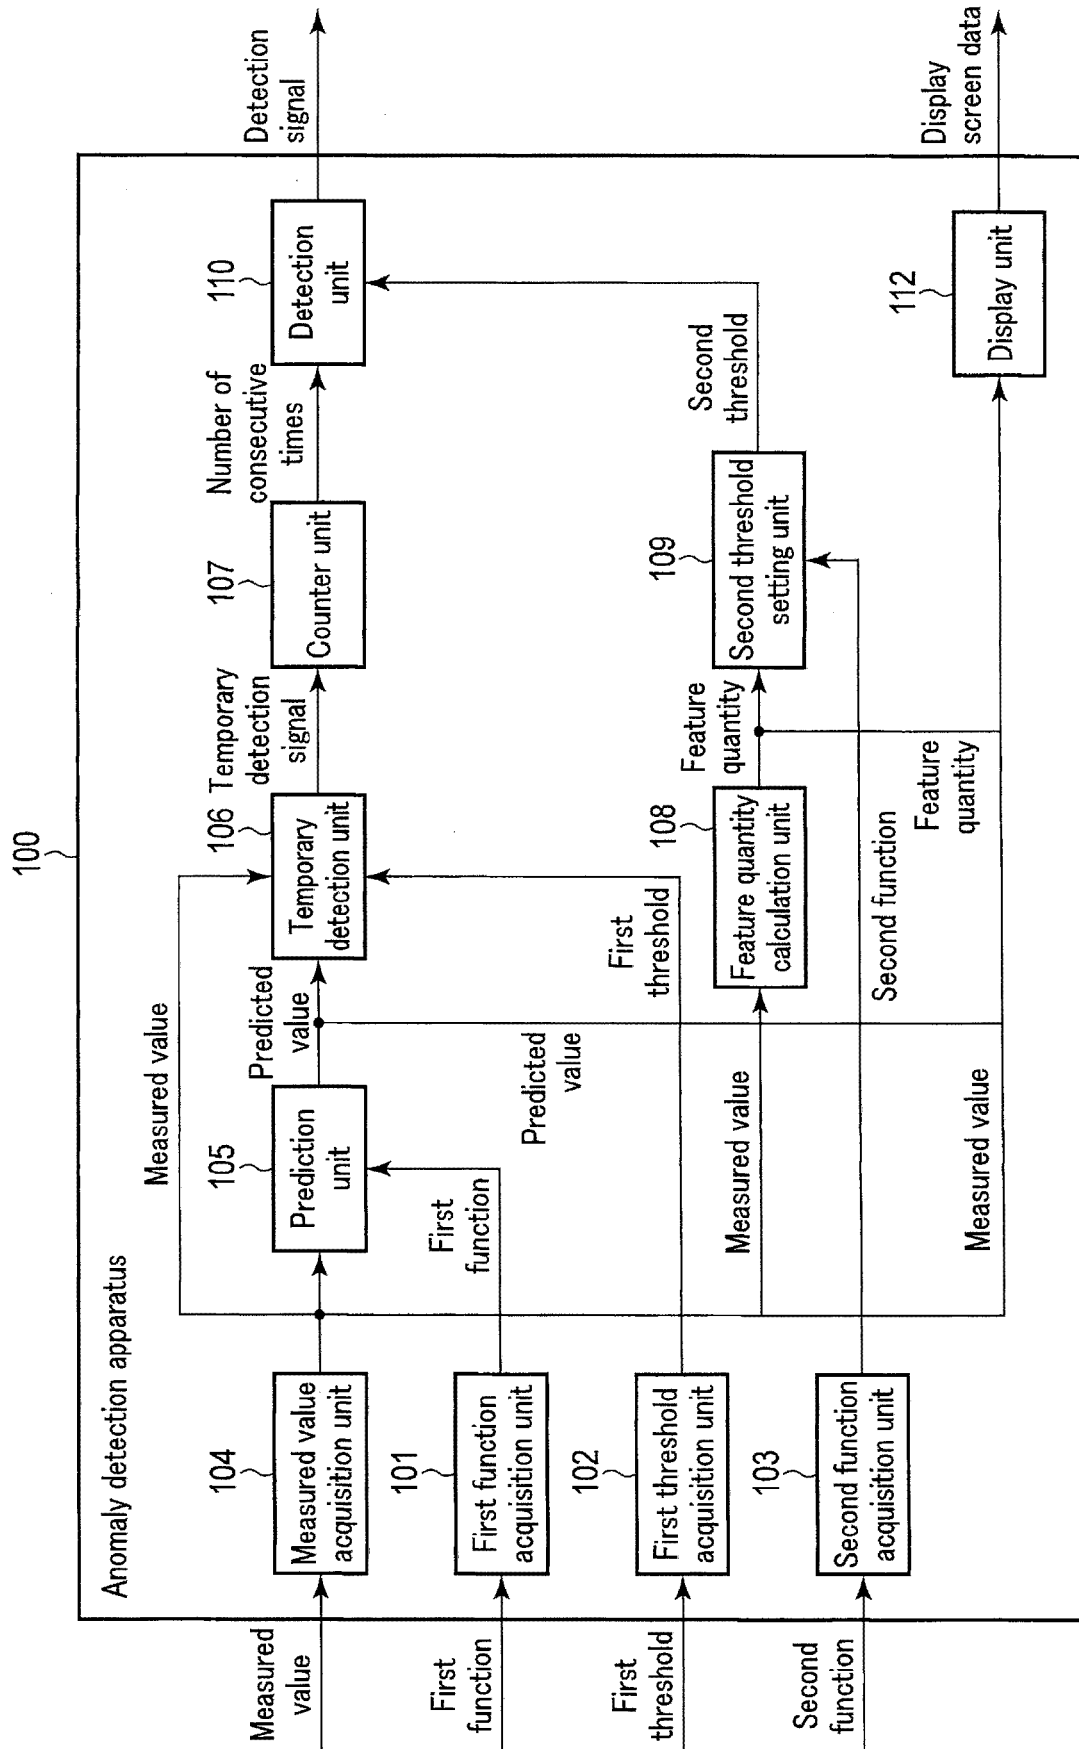 100
Anomaly detection apparatus
Measured
value
104
Measured value
acquisition unit
Measured value
105
Prediction
unit
Predicted
value
106
Temporary
detection unit
Temporary
detection
signal
107
Counter unit
Number of
consecutive
times
110
Detection
unit
Detection
signal
First
function
101
First function
acquisition unit
First
function
Predicted
value
First
threshold
102
First threshold
acquisition unit
First
threshold
Measured value
108
Feature quantity
calculation unit
Feature
quantity
109
Second threshold
setting unit
Second
threshold
Second
function
103
Second function
acquisition unit
Second function
Feature
quantity
Measured value
112
Display unit
Display
screen data